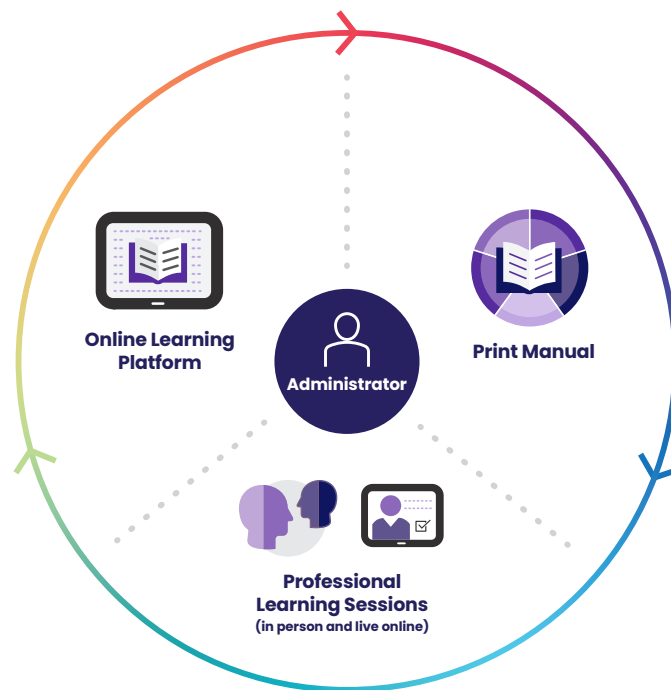 Online Learning
Platform
Administrator
Print Manual
Professional
Learning Sessions
(in person and live online)